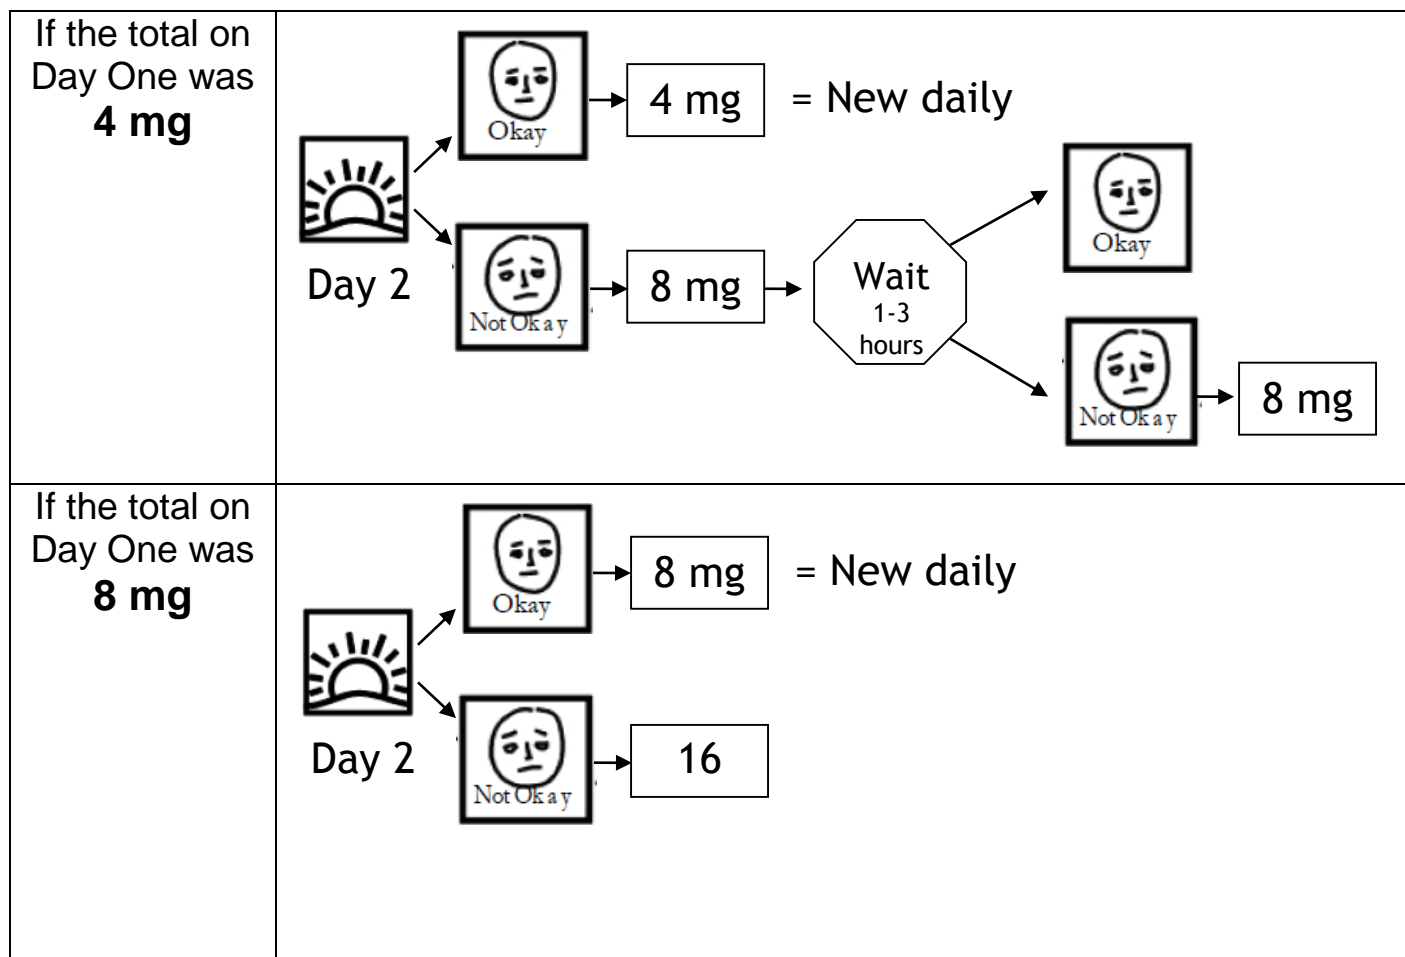 If the total on
Day One was
4 mg
Okay
4 mg
= New daily
Day 2
Not Okay
8 mg
Wait
1-3
hours
Okay
Not Okay
8 mg
If the total on
Day One was
8 mg
Okay
8 mg
= New daily
Day 2
Not Okay
16